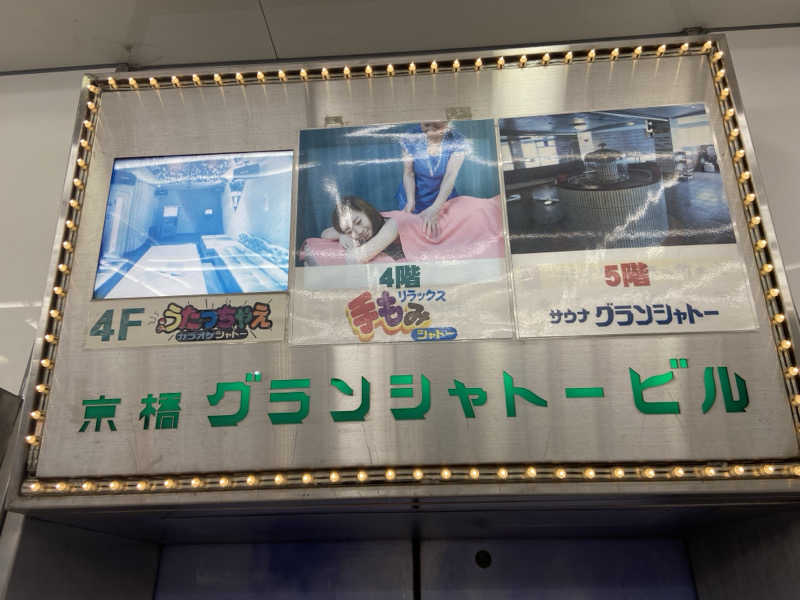 4F うたっちゃえ
カラオケシャトー
4階
リラックス
手もみ
シャトー
5階
サウナ グランシャトー
京橋 グランシャトービル